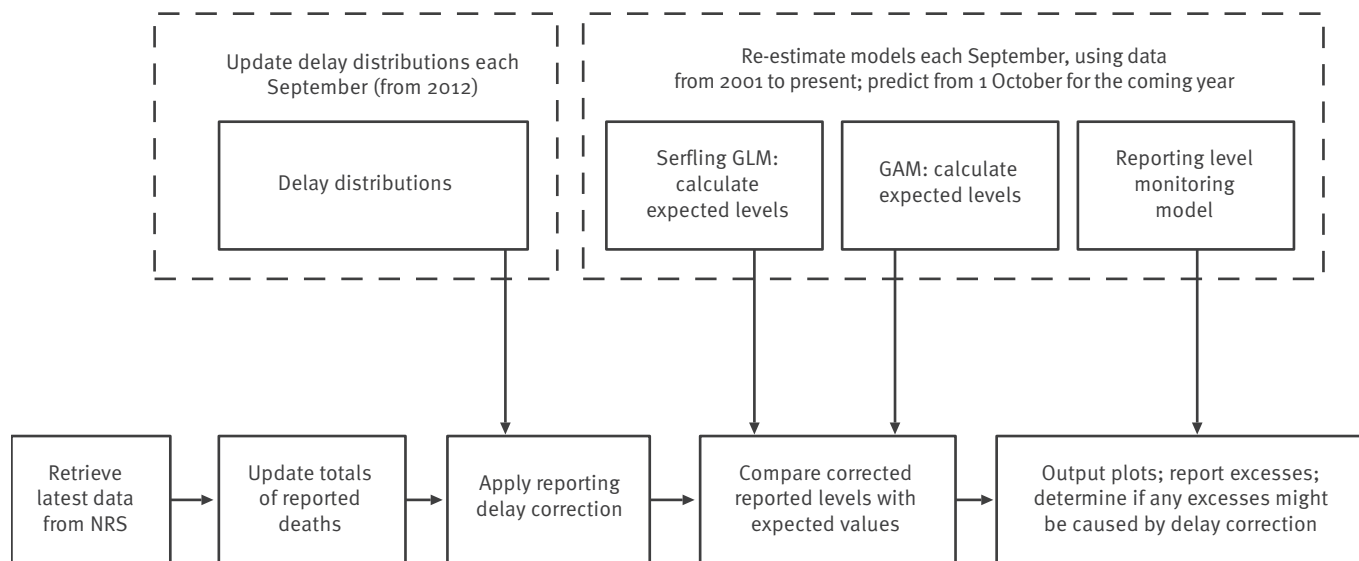 Update delay distributions each
September (from 2012)
Re-estimate models each September, using data
from 2001 to present; predict from 1 October for the coming year
Delay distributions
Serfling GLM:
calculate
expected levels
GAM: calculate
expected levels
Reporting level
monitoring
model
Retrieve
latest data
from NRS
Update totals
of reported
deaths
Apply reporting
delay correction
Compare corrected
reported levels with
expected values
Output plots; report excesses;
determine if any excesses might
be caused by delay correction